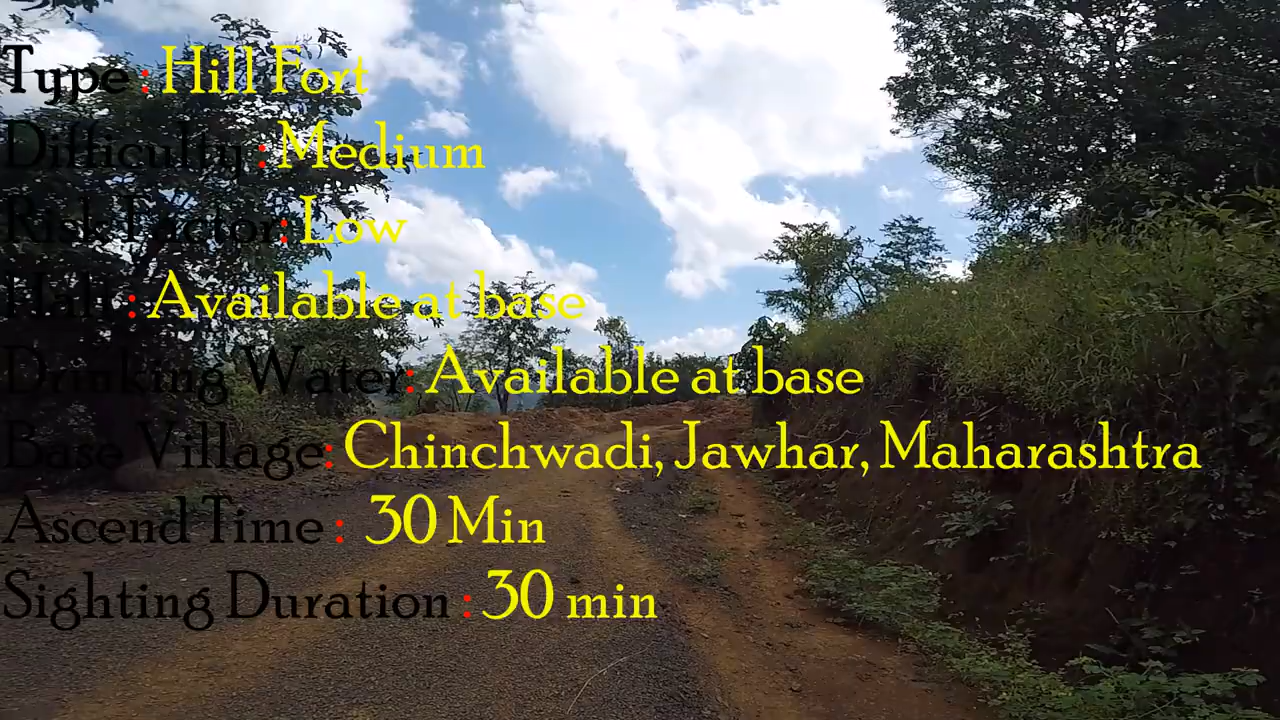 Type : Hill Fort
Difficulty : Medium
Risk Factor: Low
Halt : Available at base
Drinking Water: Available at base
Base Village: Chinchwadi, Jawhar, Maharashtra
Ascend Time : 30 Min
Sighting Duration : 30 min